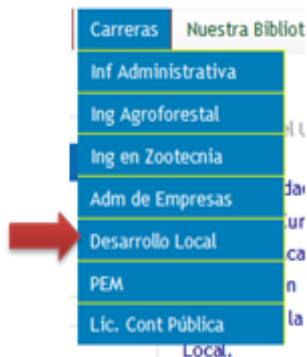 Carreras Nuestra Bibliot
Inf Administrativa
Ing Agroforestal
Ing en Zootecnia
Adm de Empresas
Desarrollo Local
PEM
Lic. Cont Pública
la
Local.